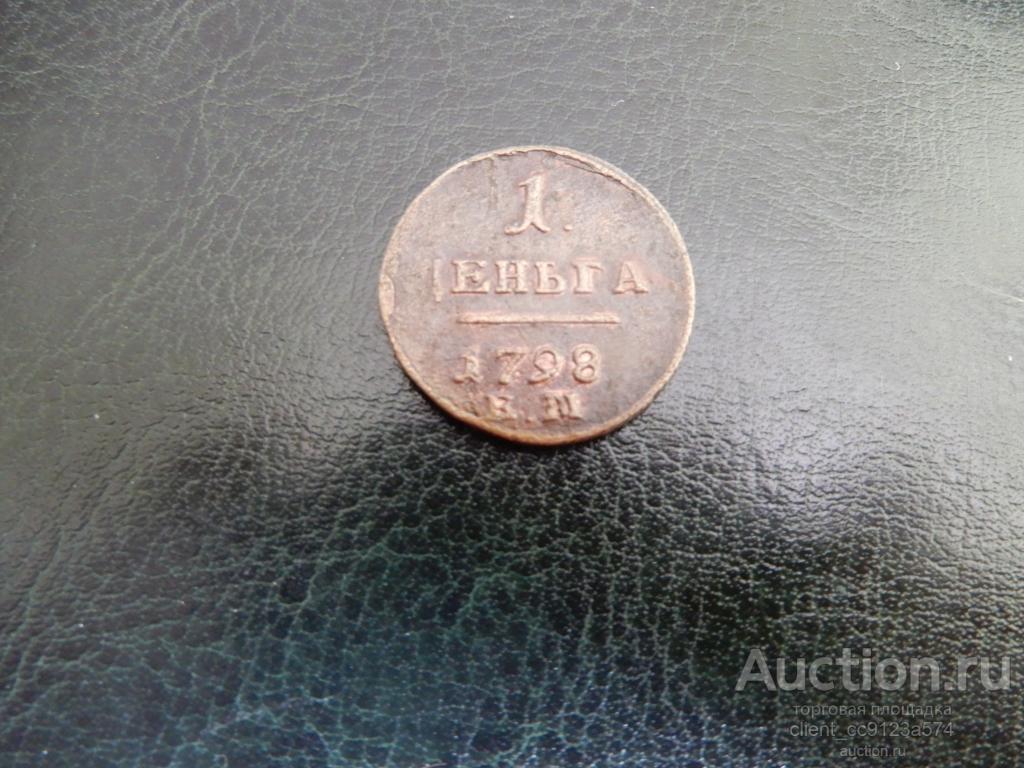 1.
ДЕНЬГА
1798
Е.М
Auction.ru
торговая площадка
client_cc9123a574
auction.ru